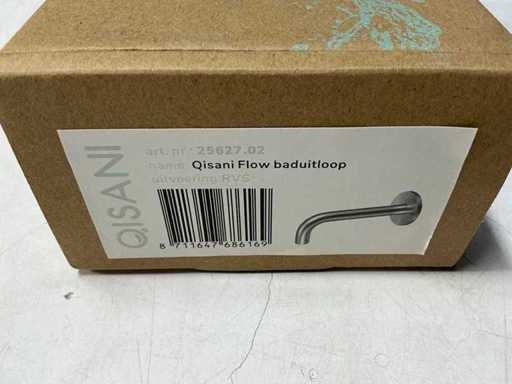 QISANI
art. nr.: 25627.02
name: Qisani Flow baduitloop
uitvoering RVS
8 711647 686169